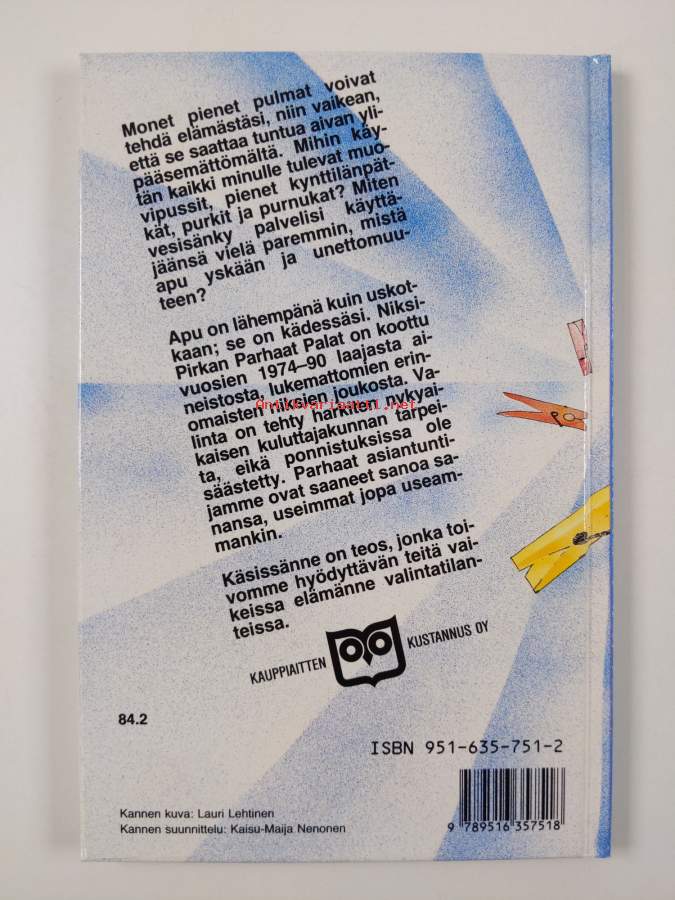 Monet pienet pulmat voivat
tehdä elämästäsi, niin vaikean,
että se saattaa tuntua aivan yli-
pääsemättömältä. Mihin käy-
tän kaikki minulle tulevat muo-
vipussit, pienet kynttilänpät-
kät, purkit ja purnukat? Miten
vesisänky palvelisi käyttä-
jäänsä vielä paremmin, mistä
apu yskään ja unettomuu-
teen?
Apu on lähempänä kuin uskot-
kaan; se on kädessäsi. Niksi-
Pirkan Parhaat Palat on koottu
vuosien 1974–90 laajasta ai-
neistosta, lukemattomien erin-
omaisten niksien joukosta. Va-
Antikvariaatti.net
linta on tehty harkiten nykyai-
kaisen kuluttajakunnan tarpei-
ta, eikä ponnistuksissa ole
säästetty. Parhaat asiantunti-
jamme ovat saaneet sanoa sa-
nansa, useimmat jopa useam-
mankin.
Käsissänne on teos, jonka toi-
vomme hyödyttävän teitä vai-
keissa elämänne valintatilan-
teissa.
KAUPPIAITTEN KUSTANNUS OY
84.2
ISBN 951-635-751-2
9 789516 357518
Kannen kuva: Lauri Lehtinen
Kannen suunnittelu: Kaisu-Maija Nenonen